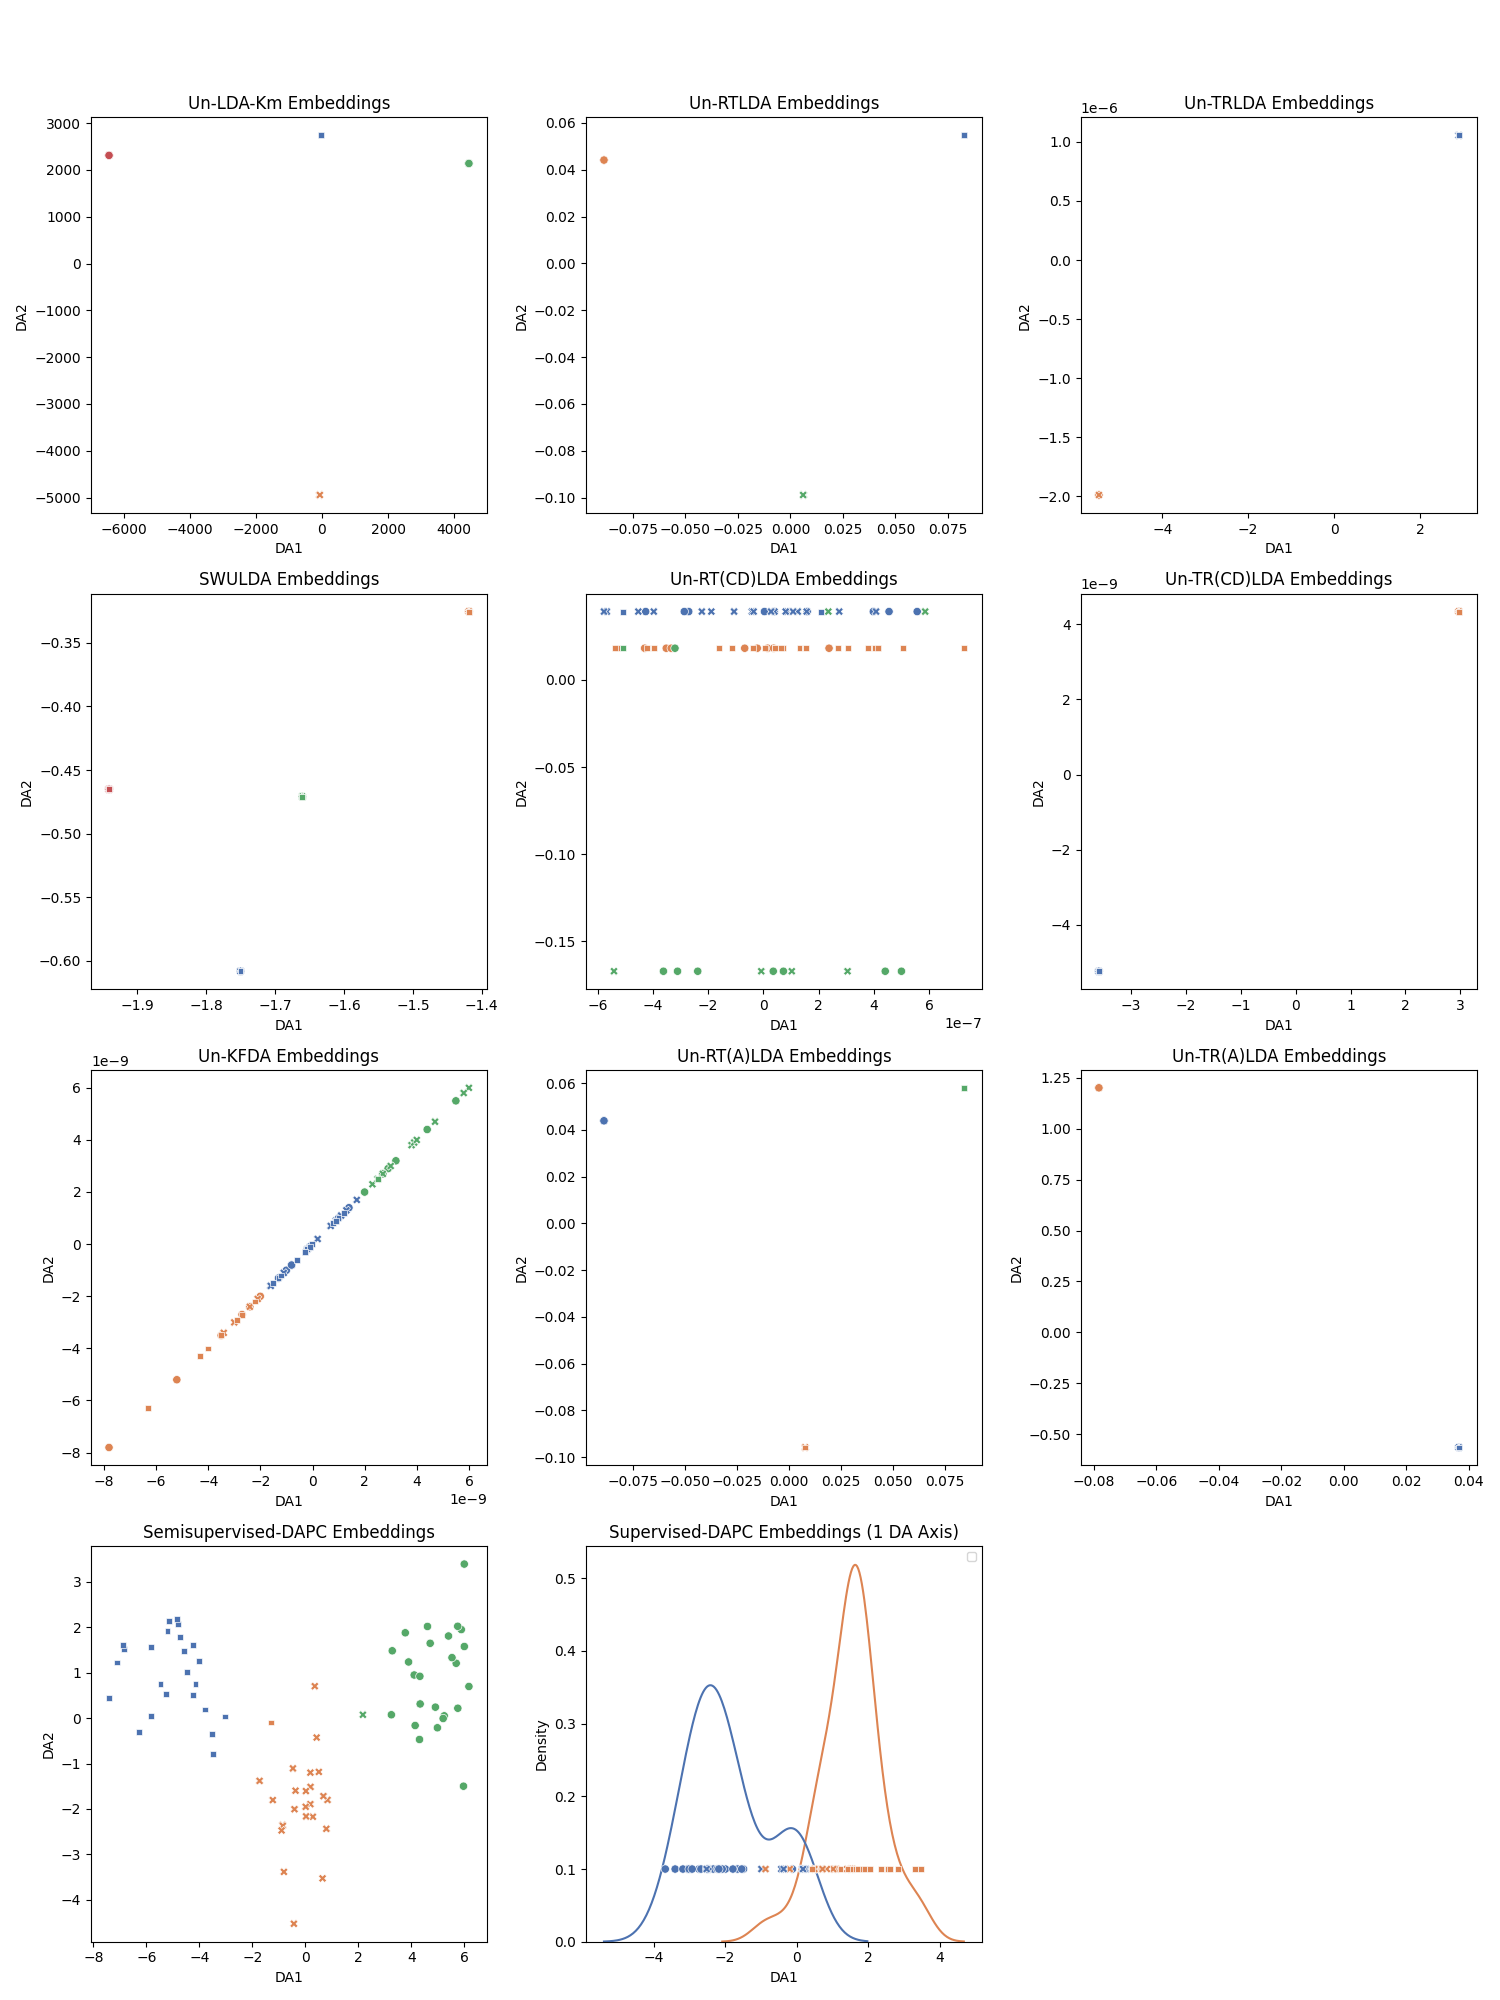 Un-LDA-Km Embeddings
3000
2000
1000
0
−1000
−2000
−3000
−4000
−5000
DA2
−6000 −4000 −2000 0 2000 4000
DA1
Un-RTLDA Embeddings
0.06
0.04
0.02
0.00
−0.02
−0.04
−0.06
−0.08
−0.10
DA2
−0.075 −0.050 −0.025 0.000 0.025 0.050 0.075
DA1
Un-TRLDA Embeddings
1e−6
1.0
0.5
0.0
−0.5
−1.0
−1.5
−2.0
DA2
−4 −2 0 2
DA1
SWULDA Embeddings
−0.35
−0.40
−0.45
−0.50
−0.55
−0.60
DA2
−1.9 −1.8 −1.7 −1.6 −1.5 −1.4
DA1
Un-RT(CD)LDA Embeddings
0.00
−0.05
−0.10
−0.15
DA2
−6 −4 −2 0 2 4 6
1e−7
DA1
Un-TR(CD)LDA Embeddings
1e−9
4
2
0
−2
−4
DA2
−3 −2 −1 0 1 2 3
DA1
Un-KFDA Embeddings
1e−9
6
4
2
0
−2
−4
−6
−8
DA2
−8 −6 −4 −2 0 2 4 6
1e−9
DA1
Un-RT(A)LDA Embeddings
0.06
0.04
0.02
0.00
−0.02
−0.04
−0.06
−0.08
−0.10
DA2
−0.075 −0.050 −0.025 0.000 0.025 0.050 0.075
DA1
Un-TR(A)LDA Embeddings
1.25
1.00
0.75
0.50
0.25
0.00
−0.25
−0.50
DA2
−0.08 −0.06 −0.04 −0.02 0.00 0.02 0.04
DA1
Semisupervised-DAPC Embeddings
3
2
1
0
−1
−2
−3
−4
DA2
−8 −6 −4 −2 0 2 4 6
DA1
Supervised-DAPC Embeddings (1 DA Axis)
0.5
0.4
0.3
0.2
0.1
0.0
Density
−4 −2 0 2 4
DA1